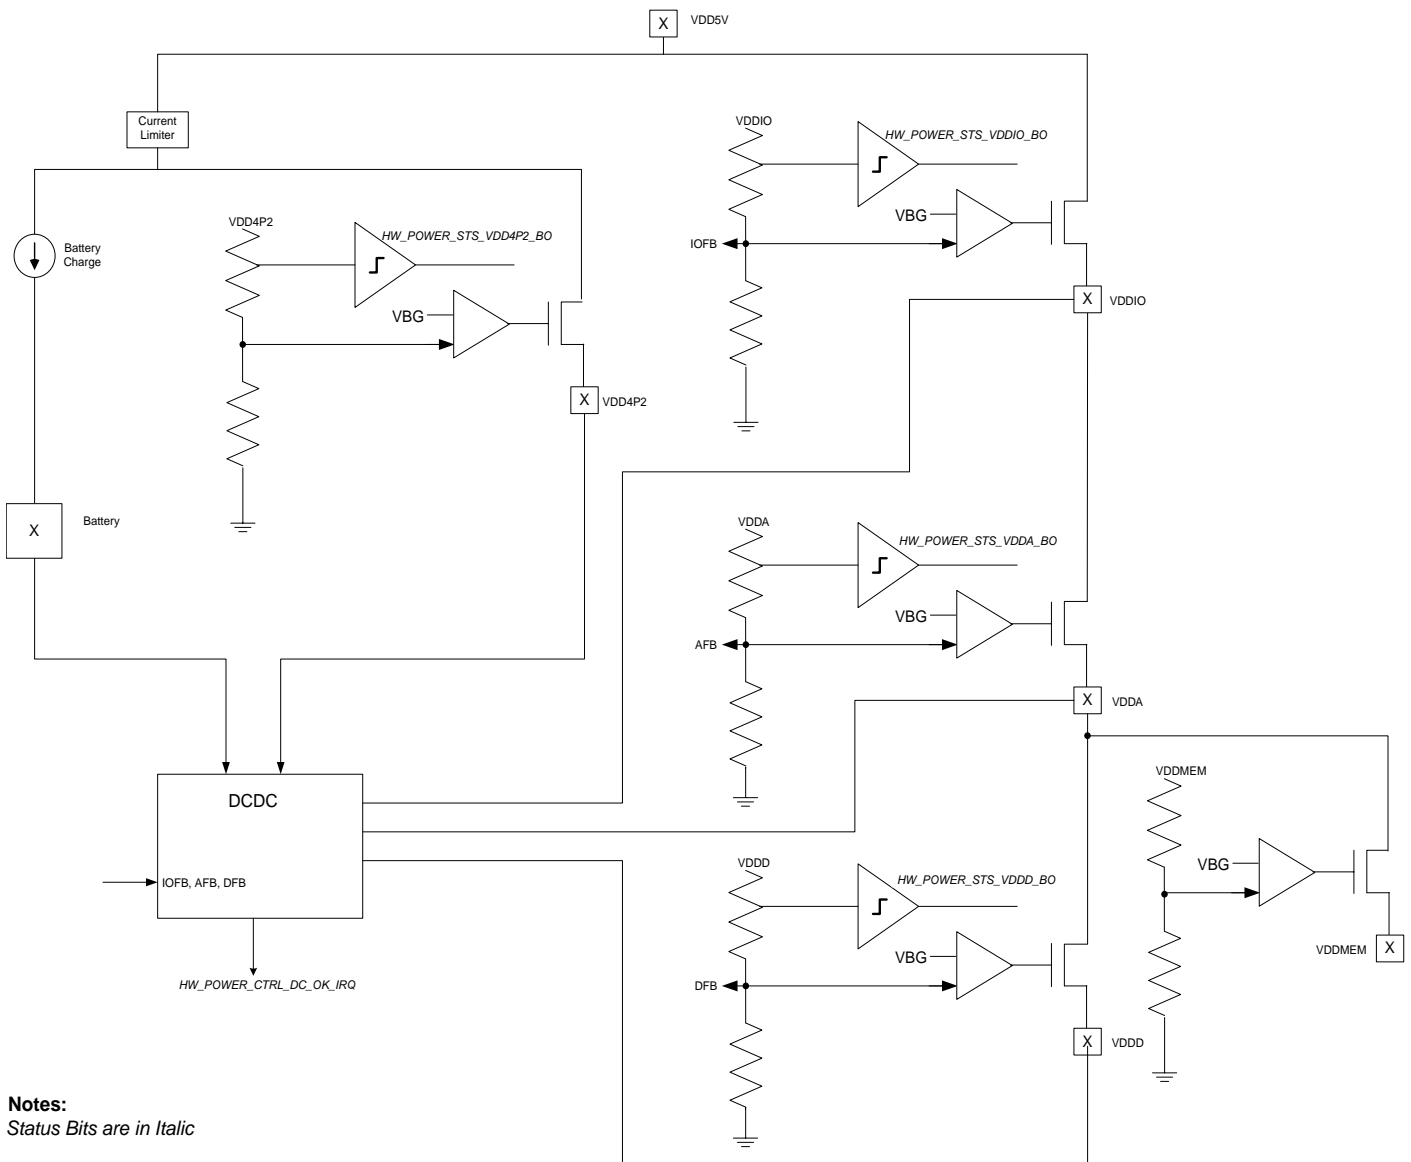 X
VDD5V
Current
Limiter
VDDIO
HW_POWER_STS_VDDIO_BO
VBG
IOFB
X
VDDIO
Battery
Charge
VDD4P2
HW_POWER_STS_VDD4P2_BO
VBG
X
VDD4P2
X
Battery
VDDA
HW_POWER_STS_VDDA_BO
VBG
AFB
X
VDDA
DCDC
IOFB, AFB, DFB
HW_POWER_CTRL_DC_OK_IRQ
VDDD
HW_POWER_STS_VDDD_BO
VBG
DFB
X
VDDD
VDDMEM
VBG
VDDMEM
X
Notes:
Status Bits are in Italic